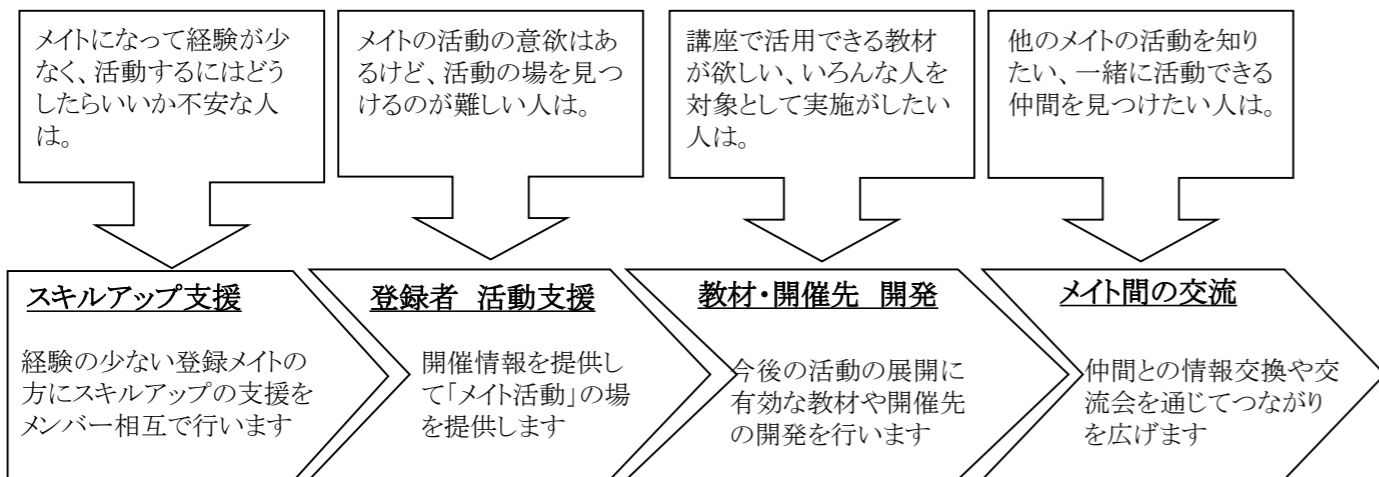 メイトになって経験が少
なく、活動するにはどう
したらいいか不安な人
は。
メイトの活動の意欲はあ
るけど、活動の場を見つ
けるのが難しい人は。
講座で活用できる教材
が欲しい、いろんな人を
対象として実施がしたい
人は。
他のメイトの活動を知り
たい、一緒に活動できる
仲間を見つけたい人は。
スキルアップ支援
経験の少ない登録メイトの
方にスキルアップの支援を
メンバー相互で行います
登録者 活動支援
開催情報を提供し
て「メイト活動」の場
を提供します
教材・開催先 開発
今後の活動の展開に
有効な教材や開催先
の開発を行います
メイト間の交流
仲間との情報交換や交
流会を通じてつながり
を広げます